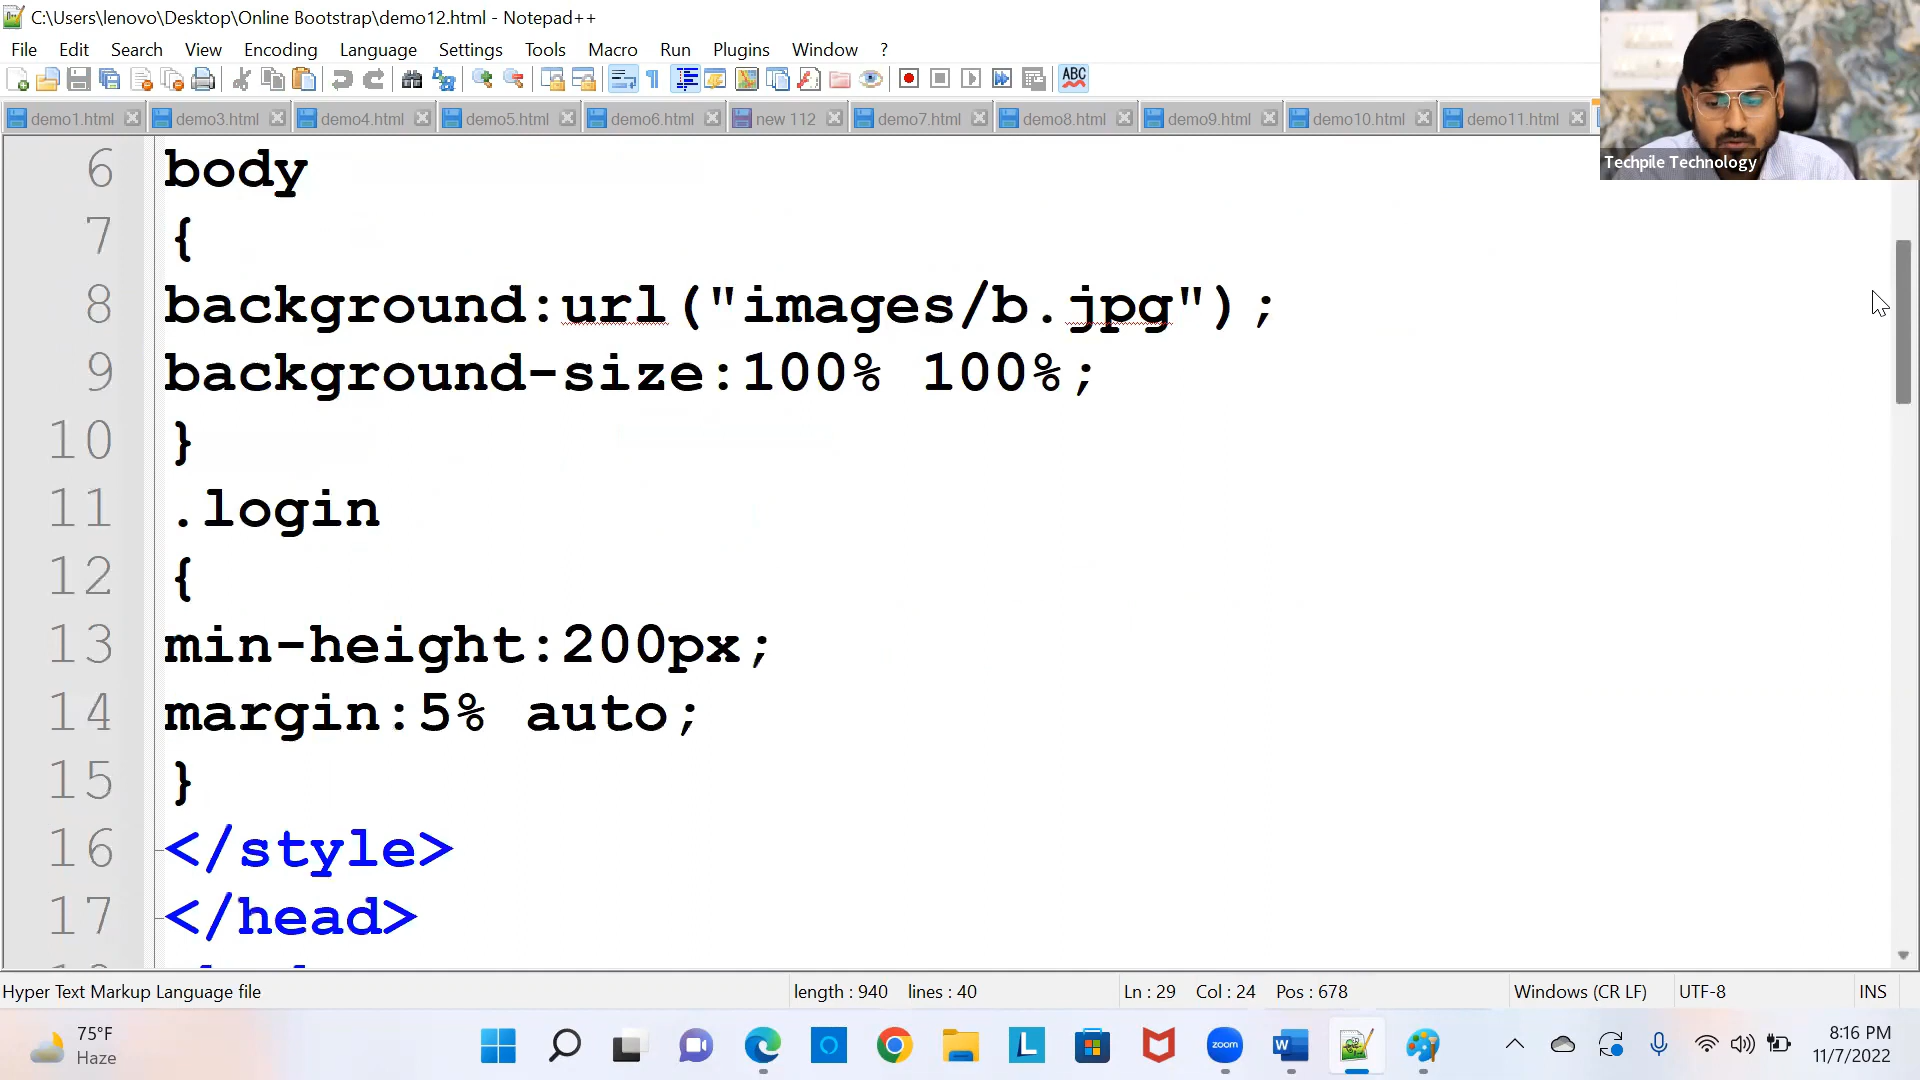 C:\Users\lenovo\Desktop\Online Bootstrap\demo12.html - Notepad++
File Edit Search View Encoding Language Settings Tools Macro Run Plugins Window ?
ABC
demo1.html demo3.html demo4.html demo5.html demo6.html new 112 demo7.html demo8.html demo9.html demo10.html demo11.html
Techpile Technology
6 body
7 {
8 background:url("images/b.jpg");
9 background-size:100% 100%;
10 }
11 .login
12 {
13 min-height:200px;
14 margin:5% auto;
15 }
16 </style>
17 </head>
Hyper Text Markup Language file length : 940 lines : 40 Ln : 29 Col : 24 Pos : 678 Windows (CR LF) UTF-8 INS
75°F
Haze
L
zoom
W
8:16 PM
11/7/2022